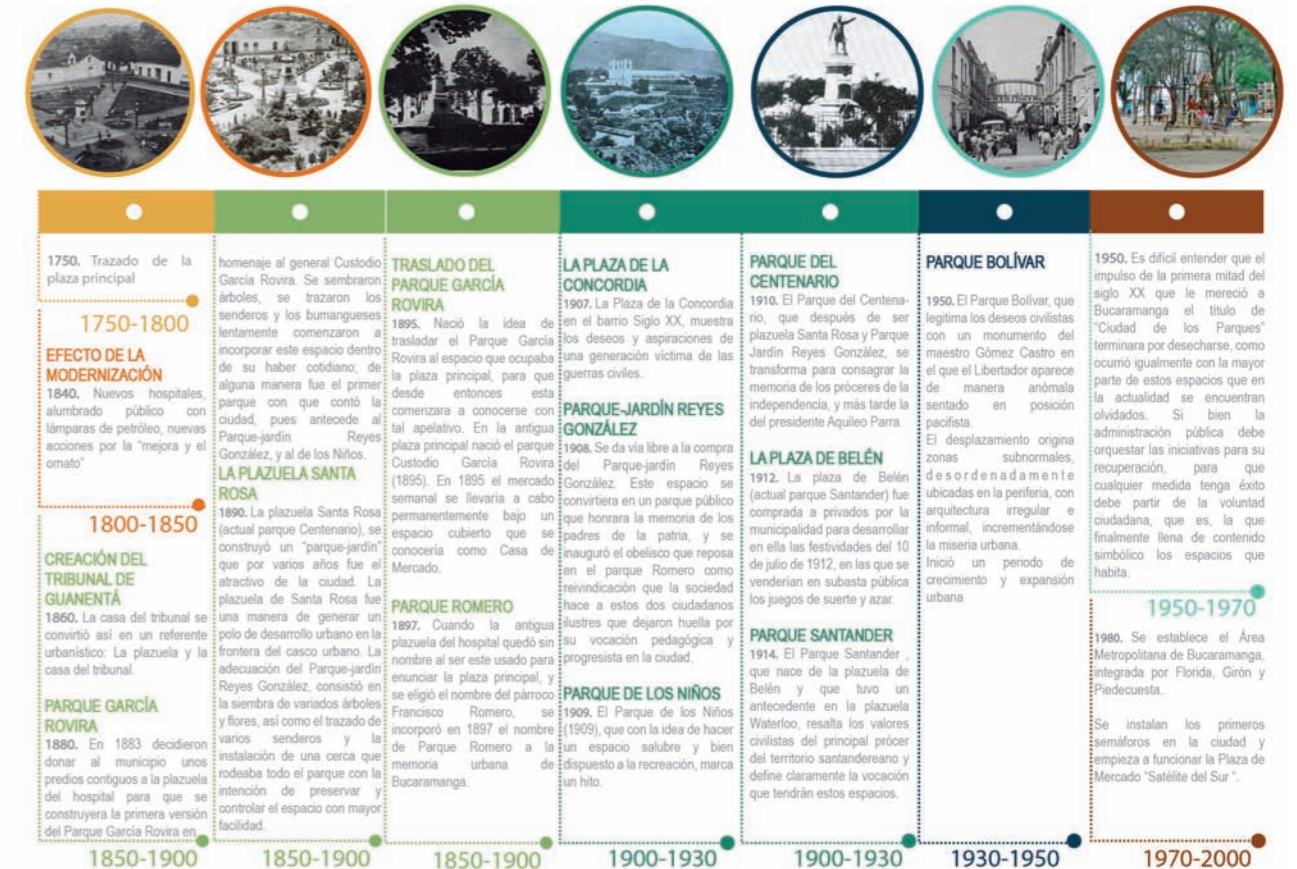 1750. Trazado de la
plaza principal
1750-1800
EFECTO DE LA
MODERNIZACIÓN
1840. Nuevos hospitales,
alumbrado público con
lámparas de petróleo, nuevas
acciones por la “mejora y el
ornato”
1800-1850
CREACIÓN DEL
TRIBUNAL DE
GUANENTÁ
1860. La casa del tribunal se
convirtió así en un referente
urbanístico: La plazuela y la
casa del tribunal.
PARQUE GARCÍA
ROVIRA
1880. En 1883 decidieron
donar al municipio unos
predios contiguos a la plazuela
del hospital para que se
construyera la primera versión
del Parque García Rovira en
1850-1900
homenaje al general Custodio
García Rovira. Se sembraron
árboles, se trazaron los
senderos y los bumangueses
lentamente comenzaron a
incorporar este espacio dentro
de su haber cotidiano; de
alguna manera fue el primer
parque con que contó la
ciudad, pues antecede al
Parque-jardín Reyes
González, y al de los Niños.
LA PLAZUELA SANTA
ROSA
1890. La plazuela Santa Rosa
(actual parque Centenario), se
construyó un “parque-jardín”
que por varios años fue el
atractivo de la ciudad. La
plazuela de Santa Rosa fue
una manera de generar un
polo de desarrollo urbano en la
frontera del casco urbano. La
adecuación del Parque-jardín
Reyes González, consistió en
la siembra de variados árboles
y flores, así como el trazado de
varios senderos y la
instalación de una cerca que
rodeaba todo el parque con la
intención de preservar y
controlar el espacio con mayor
facilidad.
1850-1900
TRASLADO DEL
PARQUE GARCÍA
ROVIRA
1895. Nació la idea de
trasladar el Parque García
Rovira al espacio que ocupaba
la plaza principal, para que
desde entonces esta
comenzara a conocerse con
tal apelativo. En la antigua
plaza principal nació el parque
Custodio García Rovira
(1895). En 1895 el mercado
semanal se llevaría a cabo
permanentemente bajo un
espacio cubierto que se
conocería como Casa de
Mercado.
PARQUE ROMERO
1897. Cuando la antigua
plazuela del hospital quedó sin
nombre al ser este usado para
enunciar la plaza principal, y
se eligió el nombre del párroco
Francisco Romero, se
incorporó en 1897 el nombre
de Parque Romero a la
memoria urbana de
Bucaramanga.
1850-1900
LA PLAZA DE LA
CONCORDIA
1907. La Plaza de la Concordia
en el barrio Siglo XX, muestra
los deseos y aspiraciones de
una generación víctima de las
guerras civiles.
PARQUE-JARDÍN REYES
GONZÁLEZ
1908. Se da vía libre a la compra
del Parque-jardín Reyes
González. Este espacio se
convirtiera en un parque público
que honrara la memoria de los
padres de la patria, y se
inauguró el obelisco que reposa
en el parque Romero como
reivindicación que la sociedad
hace a estos dos ciudadanos
ilustres que dejaron huella por
su vocación pedagógica y
progresista en la ciudad.
PARQUE DE LOS NIÑOS
1909. El Parque de los Niños
(1909), que con la idea de hacer
un espacio salubre y bien
dispuesto a la recreación, marca
un hito.
1900-1930
PARQUE DEL
CENTENARIO
1910. El Parque del Centena-
rio, que después de ser
plazuela Santa Rosa y Parque
Jardín Reyes González, se
transforma para consagrar la
memoria de los próceres de la
independencia, y más tarde la
del presidente Aquileo Parra.
LA PLAZA DE BELÉN
1912. La plaza de Belén
(actual parque Santander) fue
comprada a privados por la
municipalidad para desarrollar
en ella las festividades del 10
de julio de 1912, en las que se
venderían en subasta pública
los juegos de suerte y azar.
PARQUE SANTANDER
1914. El Parque Santander ,
que nace de la plazuela de
Belén y que tuvo un
antecedente en la plazuela
Waterloo, resalta los valores
civilistas del principal prócer
del territorio santandereano y
define claramente la vocación
que tendrán estos espacios.
1900-1930
PARQUE BOLÍVAR
1950. El Parque Bolívar, que
legitima los deseos civilistas
con un monumento del
maestro Gómez Castro en
el que el Libertador aparece
de manera anómala
sentado en posición
pacifista.
El desplazamiento origina
zonas subnormales,
desordenadamente
ubicadas en la periferia, con
arquitectura irregular e
informal, incrementándose
la miseria urbana.
Inició un periodo de
crecimiento y expansión
urbana
1930-1950
1950. Es difícil entender que el
impulso de la primera mitad del
siglo XX que le mereció a
Bucaramanga el título de
“Ciudad de los Parques”
terminara por desecharse, como
ocurrió igualmente con la mayor
parte de estos espacios que en
la actualidad se encuentran
olvidados. Si bien la
administración pública debe
orquestar las iniciativas para su
recuperación, para que
cualquier medida tenga éxito
debe partir de la voluntad
ciudadana, que es, la que
finalmente llena de contenido
simbólico los espacios que
habita.
1950-1970
1980. Se establece el Área
Metropolitana de Bucaramanga,
integrada por Florida, Girón y
Piedecuesta.
Se instalan los primeros
semáforos en la ciudad y
empieza a funcionar la Plaza de
Mercado “Satélite del Sur ”.
1970-2000